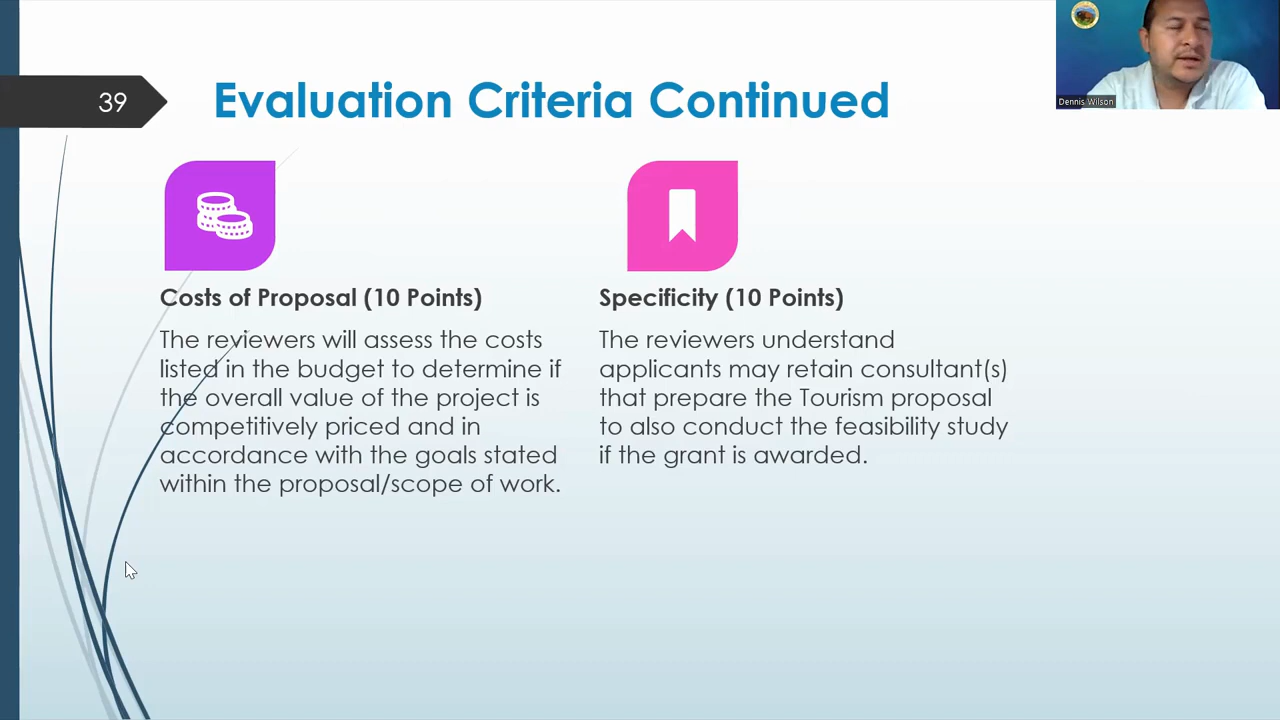 39
Evaluation Criteria Continued
Dennis Wilson
Costs of Proposal (10 Points)
The reviewers will assess the costs
listed in the budget to determine if
the overall value of the project is
competitively priced and in
accordance with the goals stated
within the proposal/scope of work.
Specificity (10 Points)
The reviewers understand
applicants may retain consultant(s)
that prepare the Tourism proposal
to also conduct the feasibility study
if the grant is awarded.